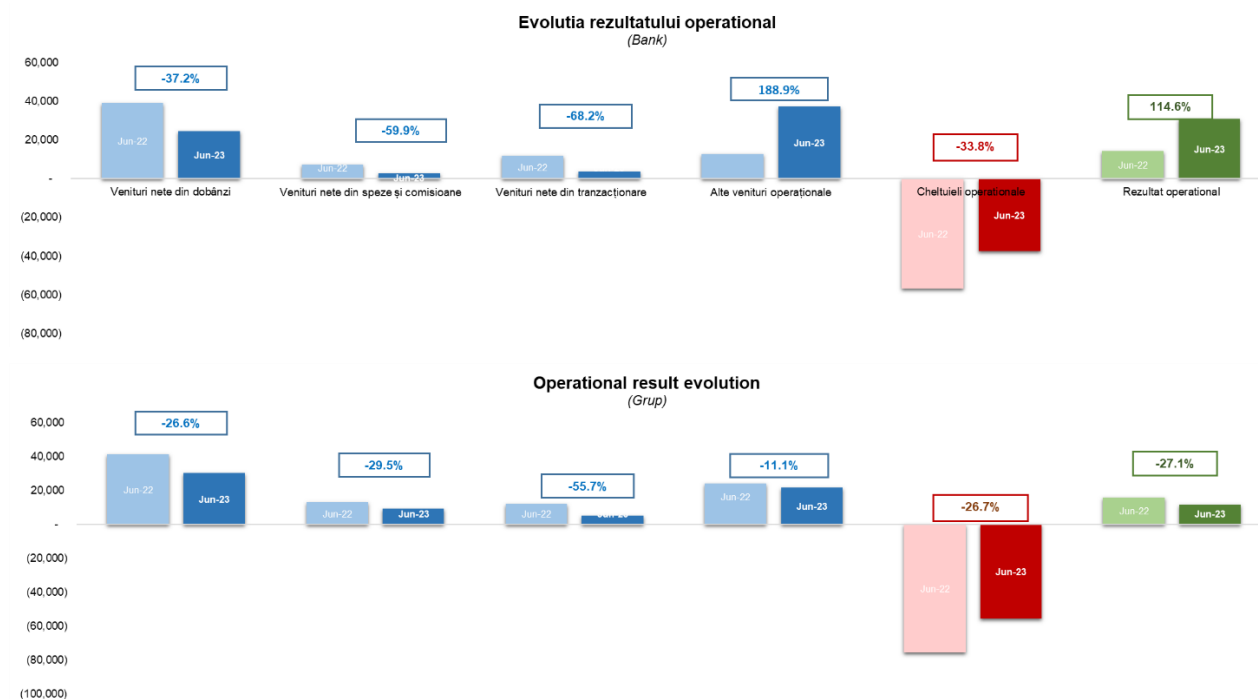 Evolutia rezultatului operational
(Bank)
60,000
40,000
20,000
-
(20,000)
(40,000)
(60,000)
(80,000)
-37.2%
-59.9%
-68.2%
188.9%
-33.8%
114.6%
Jun-22
Jun-23
Jun-22
Jun-23
Jun-22
Jun-23
Jun-22
Jun-23
Jun-22
Jun-23
Venituri nete din dobânzi
Venituri nete din speze și comisioane
Venituri nete din tranzacționare
Alte venituri operaționale
Cheltuieli operaționale
Rezultat operational
Operational result evolution
(Grup)
60,000
40,000
20,000
-
(20,000)
(40,000)
(60,000)
(80,000)
(100,000)
-26.6%
-29.5%
-55.7%
-11.1%
-26.7%
-27.1%
Jun-22
Jun-23
Jun-22
Jun-23
Jun-22
Jun-22
Jun-23
Jun-22
Jun-23
Jun-22
Jun-23